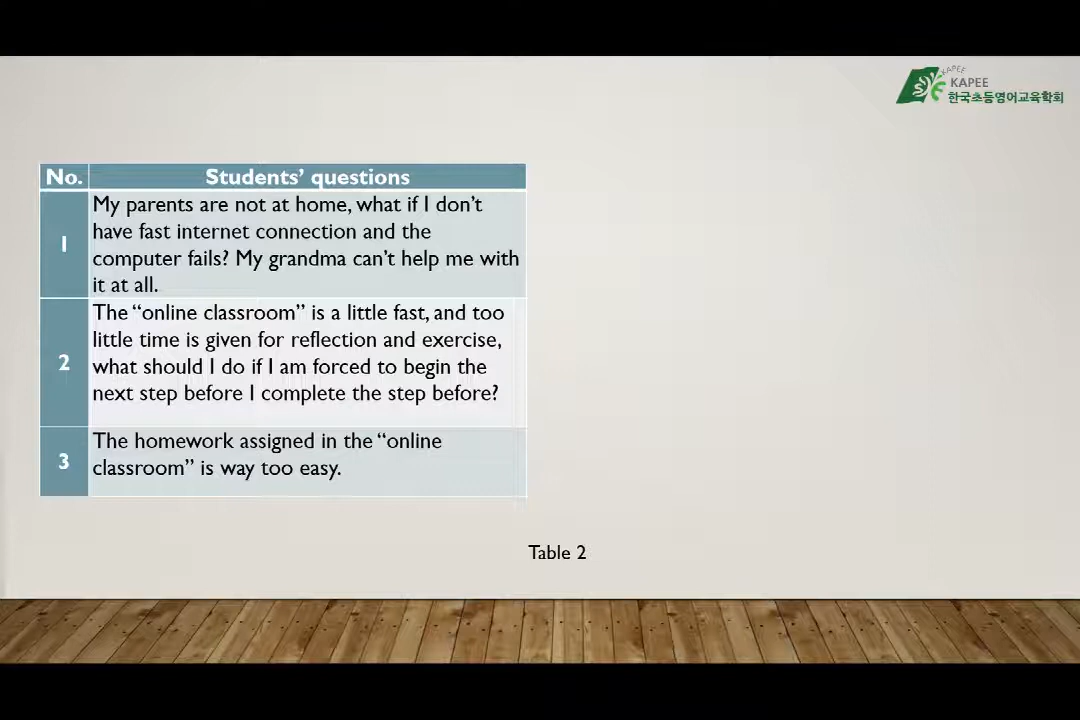 KAPEE
KAPEE
한국초등영어교육학회
No. Students’ questions
1
My parents are not at home, what if I don’t
have fast internet connection and the
computer fails? My grandma can’t help me with
it at all.
2
The “online classroom” is a little fast, and too
little time is given for reflection and exercise,
what should I do if I am forced to begin the
next step before I complete the step before?
3
The homework assigned in the “online
classroom” is way too easy.
Table 2